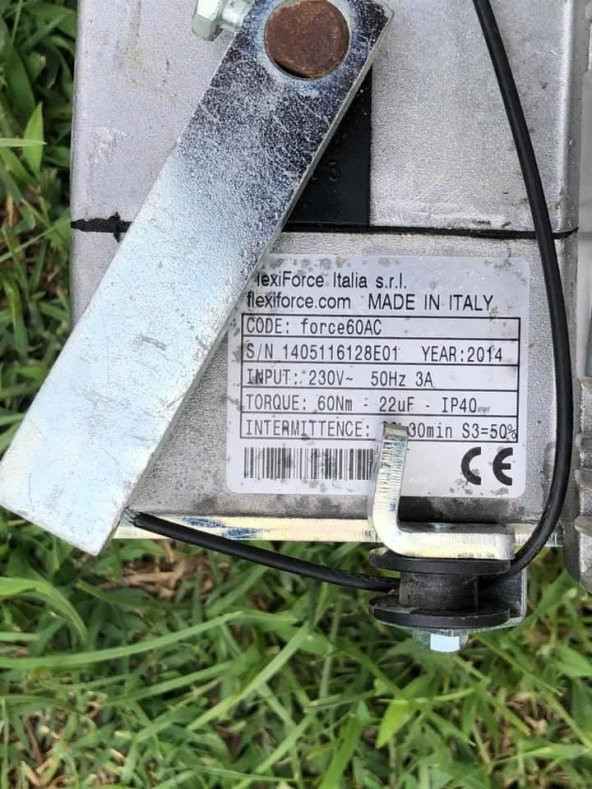 flexiForce Italia s.r.l.
flexiforce.com MADE IN ITALY
CODE: force60AC
S/N 1405116128E01 YEAR:2014
INPUT: 230V~ 50Hz 3A
TORQUE: 60Nm - 22uF - IP40
INTERMITTENCE: 30min S3=50%
CE